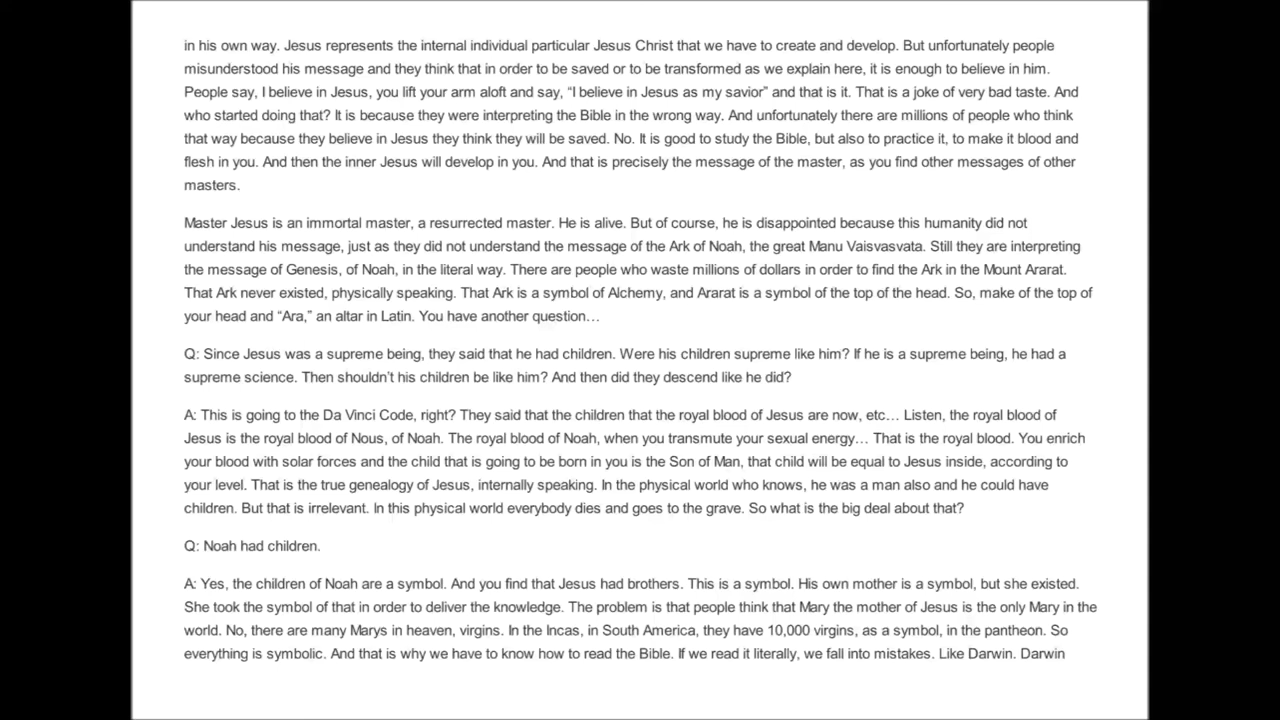 in his own way. Jesus represents the internal individual particular Jesus Christ that we have to create and develop. But unfortunately people
misunderstood his message and they think that in order to be saved or to be transformed as we explain here, it is enough to believe in him.
People say, I believe in Jesus, you lift your arm aloft and say, “I believe in Jesus as my savior” and that is it. That is a joke of very bad taste. And
who started doing that? It is because they were interpreting the Bible in the wrong way. And unfortunately there are millions of people who think
that way because they believe in Jesus they think they will be saved. No. It is good to study the Bible, but also to practice it, to make it blood and
flesh in you. And then the inner Jesus will develop in you. And that is precisely the message of the master, as you find other messages of other
masters.
Master Jesus is an immortal master, a resurrected master. He is alive. But of course, he is disappointed because this humanity did not
understand his message, just as they did not understand the message of the Ark of Noah, the great Manu Vaisvasvata. Still they are interpreting
the message of Genesis, of Noah, in the literal way. There are people who waste millions of dollars in order to find the Ark in the Mount Ararat.
That Ark never existed, physically speaking. That Ark is a symbol of Alchemy, and Ararat is a symbol of the top of the head. So, make of the top of
your head and “Ara,” an altar in Latin. You have another question…
Q: Since Jesus was a supreme being, they said that he had children. Were his children supreme like him? If he is a supreme being, he had a
supreme science. Then shouldn’t his children be like him? And then did they descend like he did?
A: This is going to the Da Vinci Code, right? They said that the children that the royal blood of Jesus are now, etc… Listen, the royal blood of
Jesus is the royal blood of Nous, of Noah. The royal blood of Noah, when you transmute your sexual energy… That is the royal blood. You enrich
your blood with solar forces and the child that is going to be born in you is the Son of Man, that child will be equal to Jesus inside, according to
your level. That is the true genealogy of Jesus, internally speaking. In the physical world who knows, he was a man also and he could have
children. But that is irrelevant. In this physical world everybody dies and goes to the grave. So what is the big deal about that?
Q: Noah had children.
A: Yes, the children of Noah are a symbol. And you find that Jesus had brothers. This is a symbol. His own mother is a symbol, but she existed.
She took the symbol of that in order to deliver the knowledge. The problem is that people think that Mary the mother of Jesus is the only Mary in the
world. No, there are many Marys in heaven, virgins. In the Incas, in South America, they have 10,000 virgins, as a symbol, in the pantheon. So
everything is symbolic. And that is why we have to know how to read the Bible. If we read it literally, we fall into mistakes. Like Darwin. Darwin